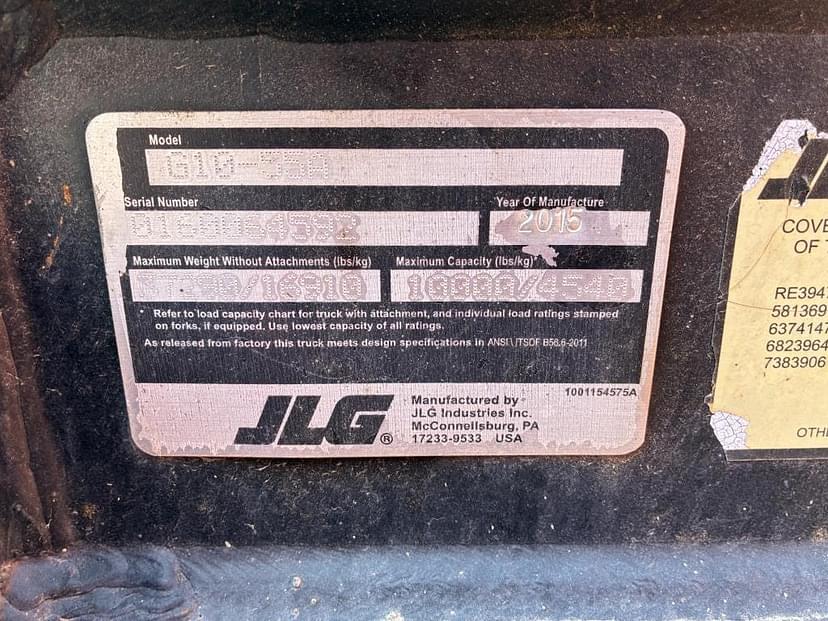 Model
G10-55A
Serial Number
Year Of Manufacture
2015
Maximum Weight Without Attachments (lbs/kg)
Maximum Capacity (lbs/kg)
10000/4540
* Refer to load capacity chart for truck with attachment, and individual load ratings stamped
on forks, if equipped. Use lowest capacity of all ratings.
As released from factory this truck meets design specifications in ANSI \ ITSDF B56.6-2011
JLG®
Manufactured by
JLG Industries Inc.
McConnellsburg, PA
17233-9533 USA
1001154575A
COVE
OF
RE394
581369
6374147
6823964
7383906
OTHE